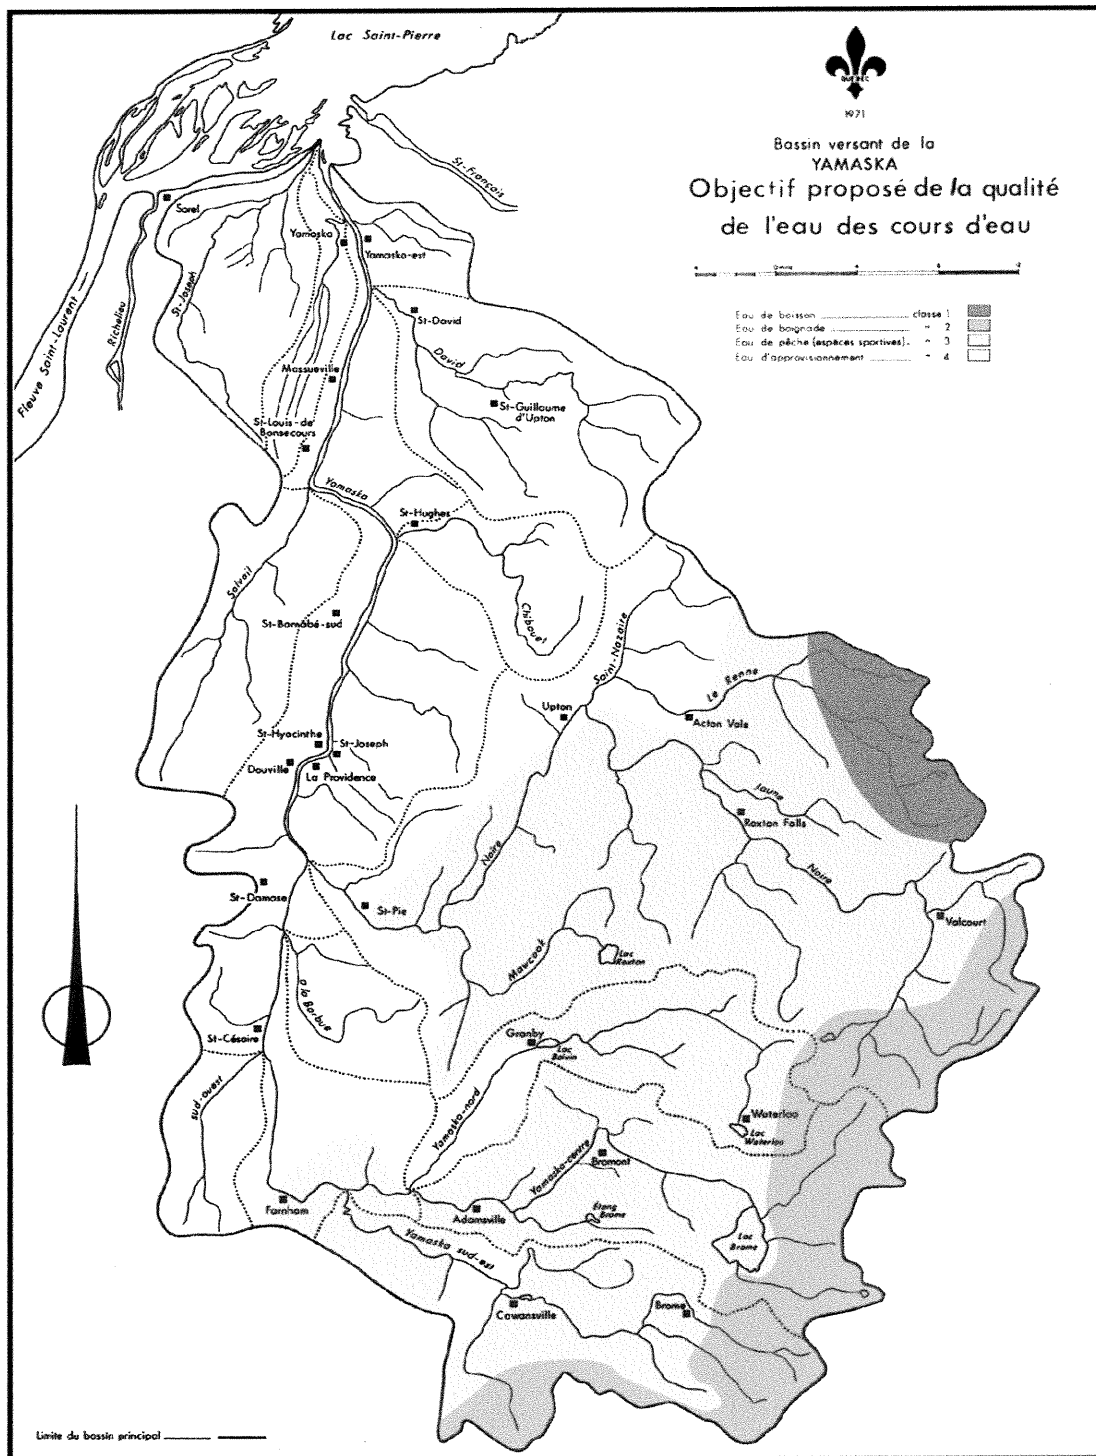 Lac Saint-Pierre
QUÉBEC
1971
Bassin versant de la
YAMASKA
Objectif proposé de la qualité
de l'eau des cours d'eau
Eau de boisson classe 1
Eau de baignade " 2
Eau de pêche (espèces sportives) " 3
Eau d'approvisionnement " 4
St-François
Sorel
Yamaska
Yamaska-est
St-Joseph
Richelieu
Fleuve Saint-Laurent
St-David
David
Massueville
St-Guillaume
d'Upton
St-Louis-de
Bonsecours
Yamaska
St-Hughes
Salvail
Chibouet
St-Barnabé-sud
Saint-Nazaire
Le Renne
Upton
Acton Vale
St-Hyacinthe
St-Joseph
Douville
La Providence
Jaune
Roxton Falls
Noire
Noire
St-Damase
St-Pie
Valcourt
Mawcook
Lac
Roxton
a la Barbue
St-Césaire
Granby
Lac
Boivin
sud-ouest
Yamaska-nord
Waterloo
Lac
Waterloo
Yamaska-centre
Bromont
Farnham
Adamsville
Étang
Brome
Lac
Brome
Yamaska sud-est
Cowansville
Brome
Limite du bassin principal